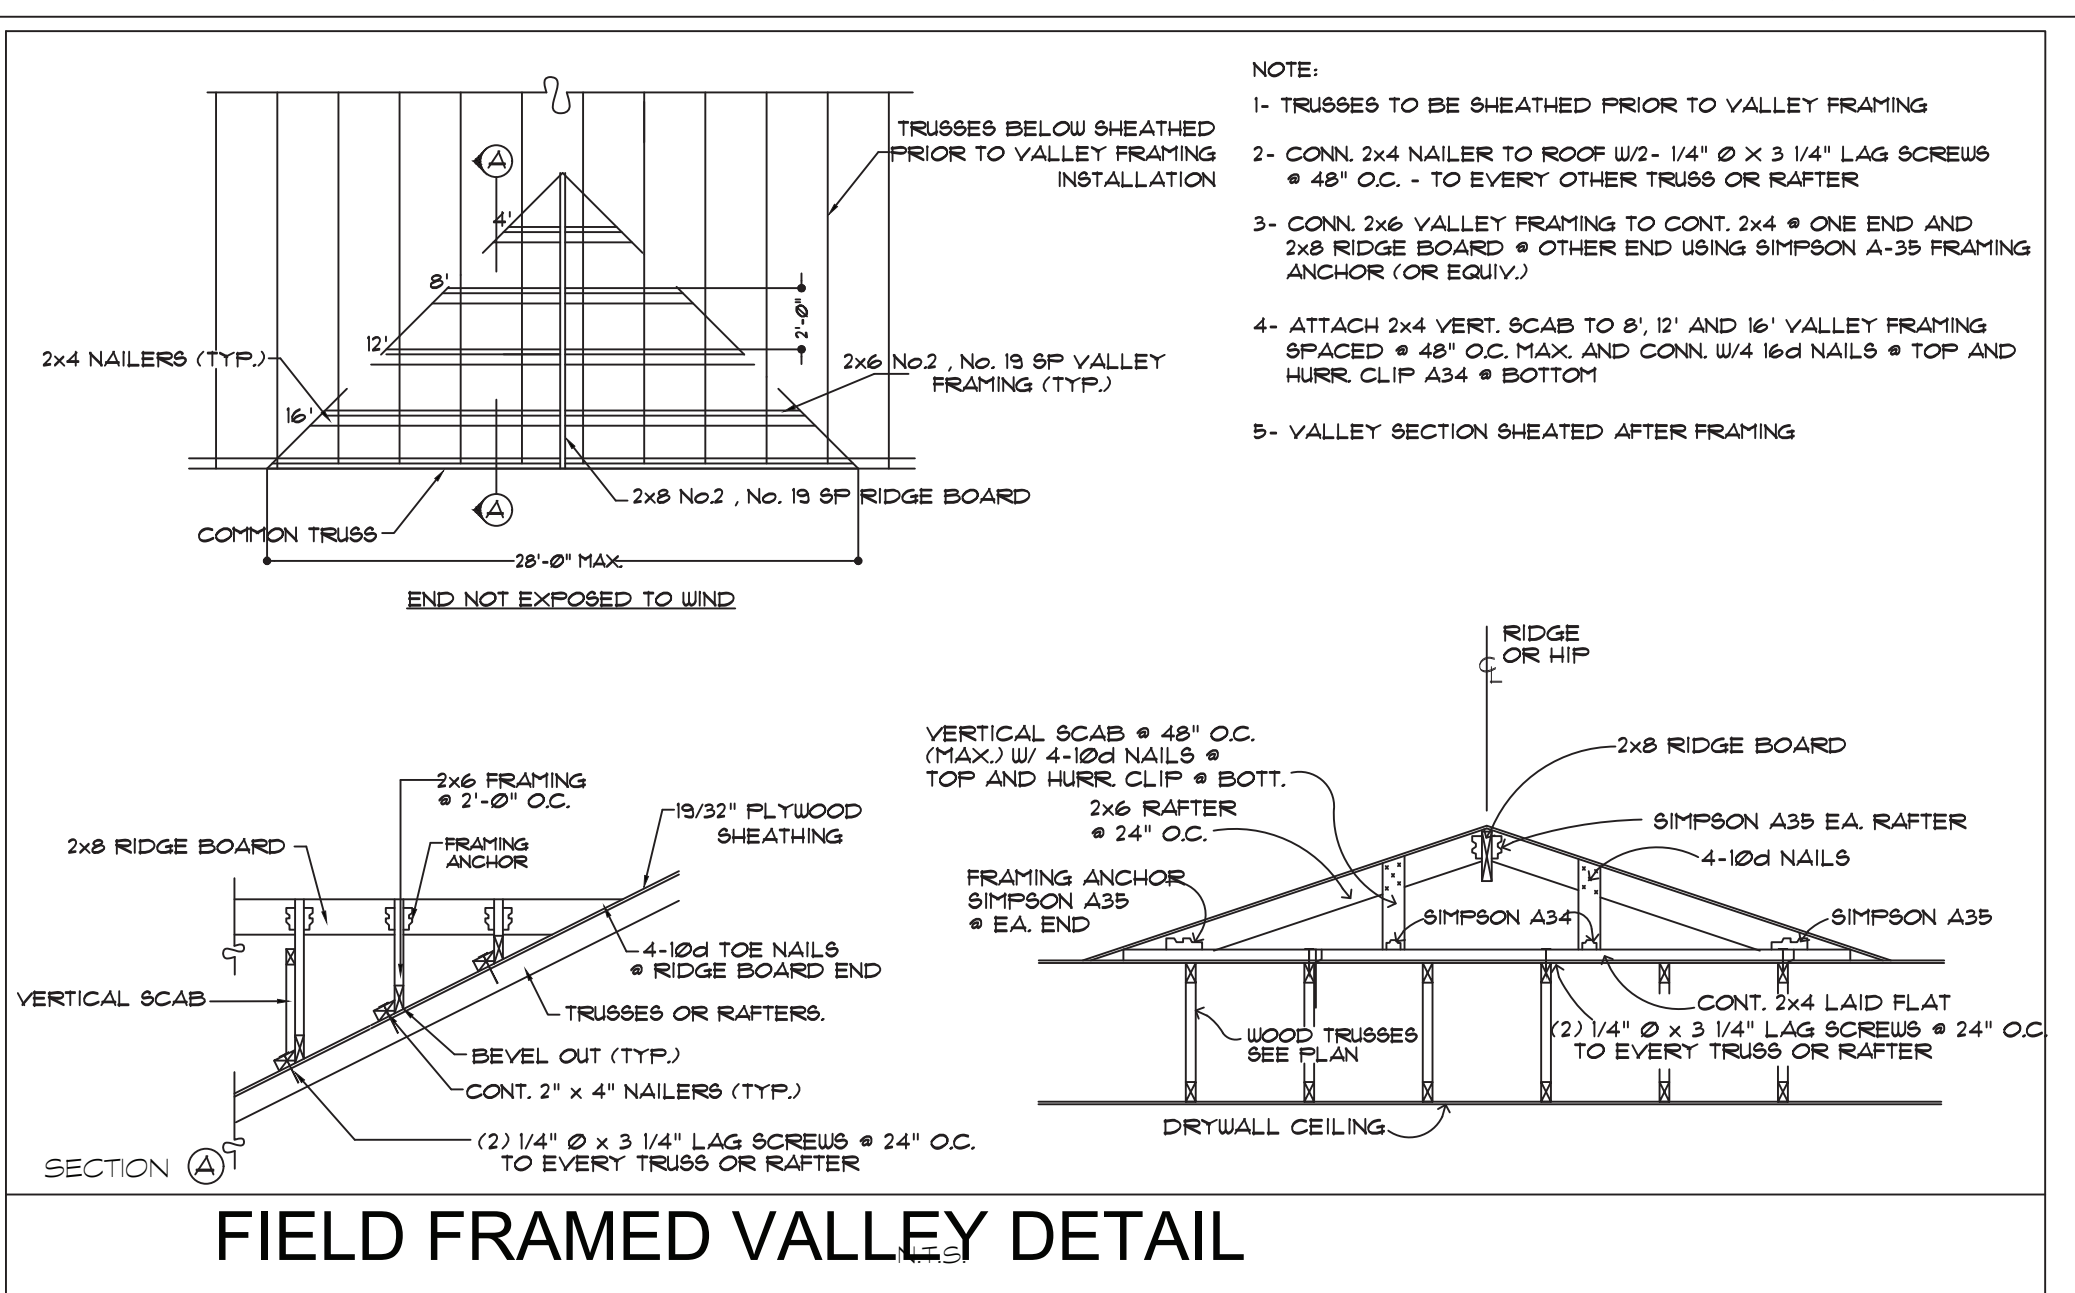 TRUSSES BELOW SHEATHED
PRIOR TO VALLEY FRAMING
INSTALLATION
A
4'
8'
2'-0"
12'
2x4 NAILERS (TYP.)
2x6 No.2 , No. 19 SP VALLEY
FRAMING (TYP.)
16'
2x8 No.2 , No. 19 SP RIDGE BOARD
A
COMMON TRUSS
28'-0" MAX.
END NOT EXPOSED TO WIND
NOTE:
1- TRUSSES TO BE SHEATHED PRIOR TO VALLEY FRAMING
2- CONN. 2x4 NAILER TO ROOF W/2- 1/4" Ø X 3 1/4" LAG SCREWS
@ 48" O.C. - TO EVERY OTHER TRUSS OR RAFTER
3- CONN. 2x6 VALLEY FRAMING TO CONT. 2x4 @ ONE END AND
2x8 RIDGE BOARD @ OTHER END USING SIMPSON A-35 FRAMING
ANCHOR (OR EQUIV.)
4- ATTACH 2x4 VERT. SCAB TO 8', 12' AND 16' VALLEY FRAMING
SPACED @ 48" O.C. MAX. AND CONN. W/4 16d NAILS @ TOP AND
HURR. CLIP A34 @ BOTTOM
5- VALLEY SECTION SHEATED AFTER FRAMING
2x6 FRAMING
@ 2'-0" O.C.
19/32" PLYWOOD
SHEATHING
2x8 RIDGE BOARD
FRAMING
ANCHOR
4-10d TOE NAILS
@ RIDGE BOARD END
VERTICAL SCAB
TRUSSES OR RAFTERS.
BEVEL OUT (TYP.)
CONT. 2" x 4" NAILERS (TYP.)
(2) 1/4" Ø x 3 1/4" LAG SCREWS @ 24" O.C.
TO EVERY TRUSS OR RAFTER
SECTION A
RIDGE
OR HIP
CL
VERTICAL SCAB @ 48" O.C.
(MAX.) W/ 4-10d NAILS @
TOP AND HURR. CLIP @ BOTT.
2x8 RIDGE BOARD
2x6 RAFTER
@ 24" O.C.
SIMPSON A35 EA. RAFTER
4-10d NAILS
FRAMING ANCHOR
SIMPSON A35
@ EA. END
SIMPSON A34
SIMPSON A35
CONT. 2x4 LAID FLAT
WOOD TRUSSES
SEE PLAN
(2) 1/4" Ø x 3 1/4" LAG SCREWS @ 24" O.C.
TO EVERY TRUSS OR RAFTER
DRYWALL CEILING
FIELD FRAMED VALLEY DETAIL
N.T.S.